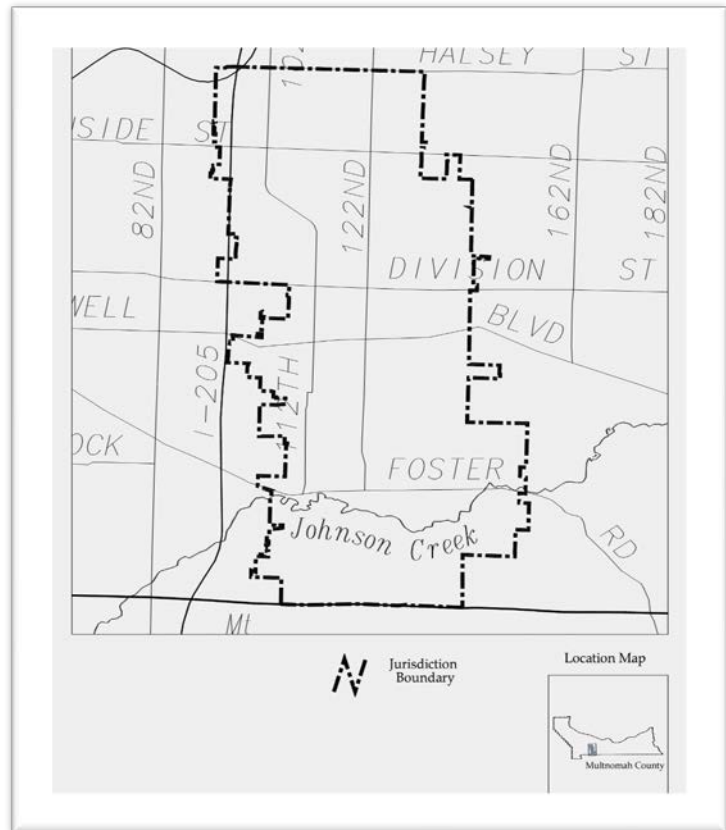 HALSEY ST
SIDE ST
82ND
122ND
162ND
182ND
DIVISION ST
WELL
BLVD
I-205
112TH
OCK
FOSTER
RD
Johnson Creek
Mt
Jurisdiction
Boundary
Location Map
Multnomah County